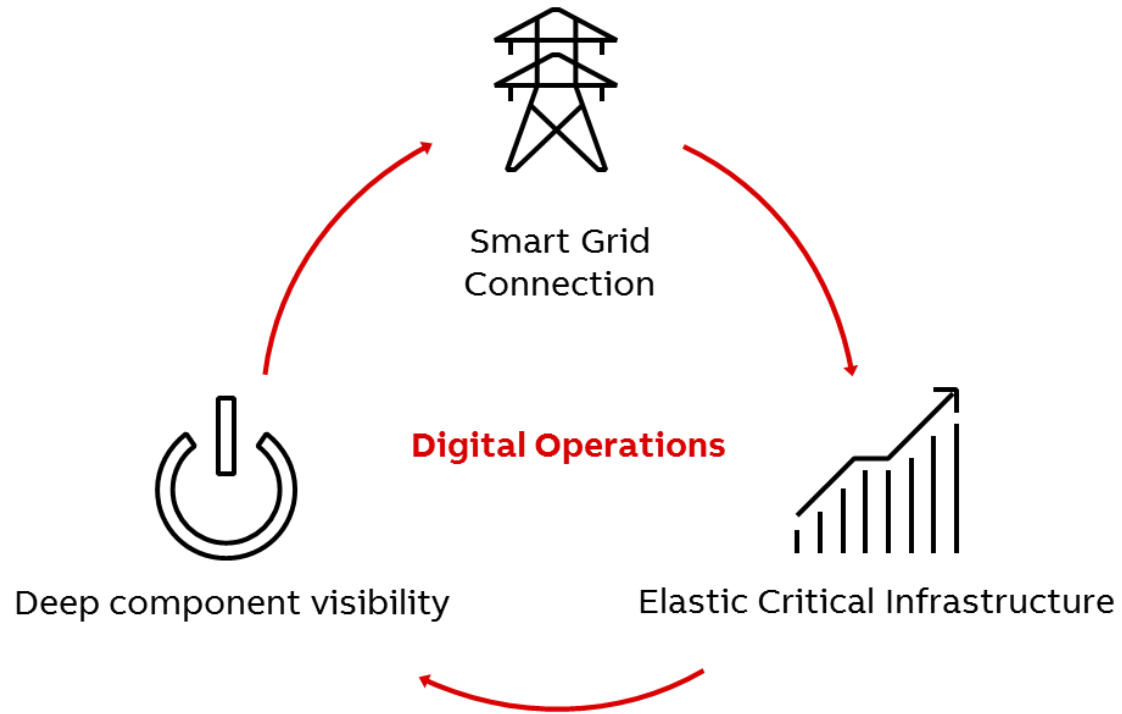 Smart Grid
Connection
Digital Operations
Deep component visibility
Elastic Critical Infrastructure